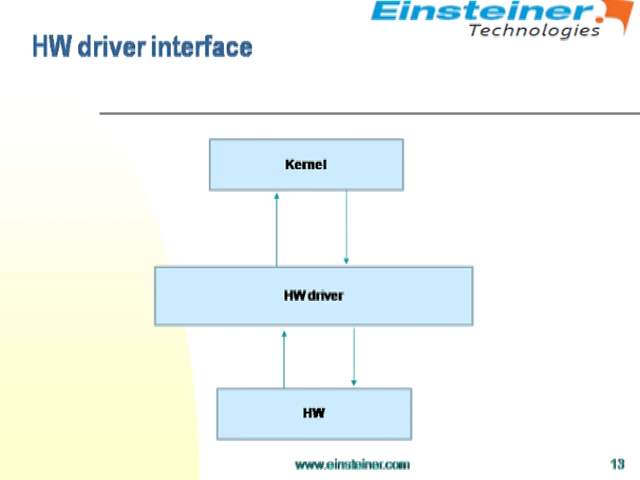 Einsteiner
Technologies
HW driver interface
Kernel
HW driver
HW
www.einsteiner.com
13